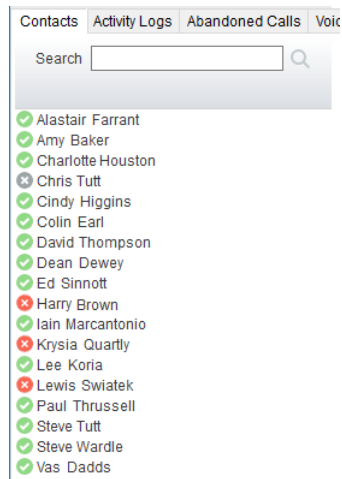 Contacts Activity Logs Abandoned Calls Voic
Search
Alastair Farrant
Amy Baker
Charlotte Houston
Chris Tutt
Cindy Higgins
Colin Earl
David Thompson
Dean Dewey
Ed Sinnott
Harry Brown
Iain Marcantonio
Krysia Quartly
Lee Koria
Lewis Swiatek
Paul Thrussell
Steve Tutt
Steve Wardle
Vas Dadds